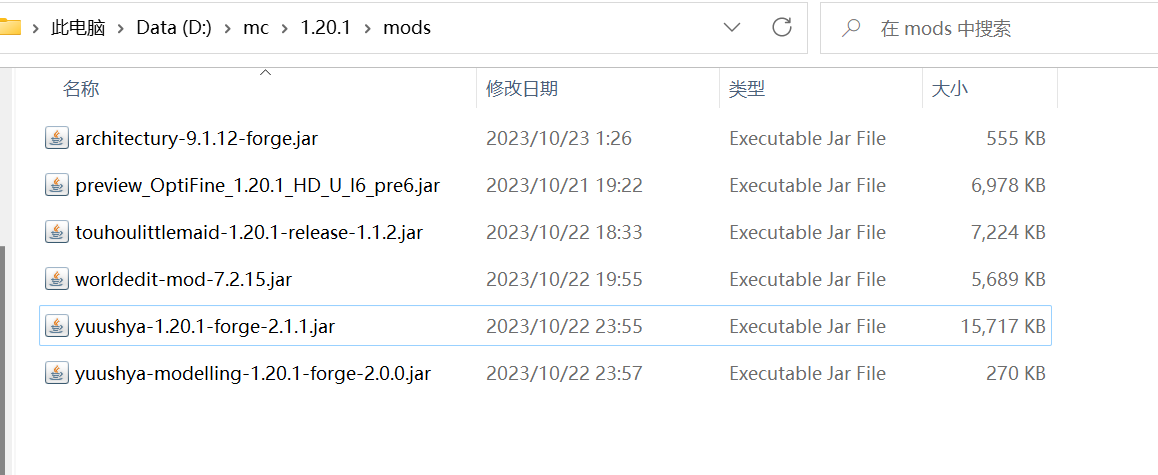 此电脑 › Data (D:) › mc › 1.20.1 › mods 在 mods 中搜索
名称 修改日期 类型 大小
architectury-9.1.12-forge.jar 2023/10/23 1:26 Executable Jar File 555 KB
preview_OptiFine_1.20.1_HD_U_I6_pre6.jar 2023/10/21 19:22 Executable Jar File 6,978 KB
touhoulittlemaid-1.20.1-release-1.1.2.jar 2023/10/22 18:33 Executable Jar File 7,224 KB
worldedit-mod-7.2.15.jar 2023/10/22 19:55 Executable Jar File 5,689 KB
yuushya-1.20.1-forge-2.1.1.jar 2023/10/22 23:55 Executable Jar File 15,717 KB
yuushya-modelling-1.20.1-forge-2.0.0.jar 2023/10/22 23:57 Executable Jar File 270 KB